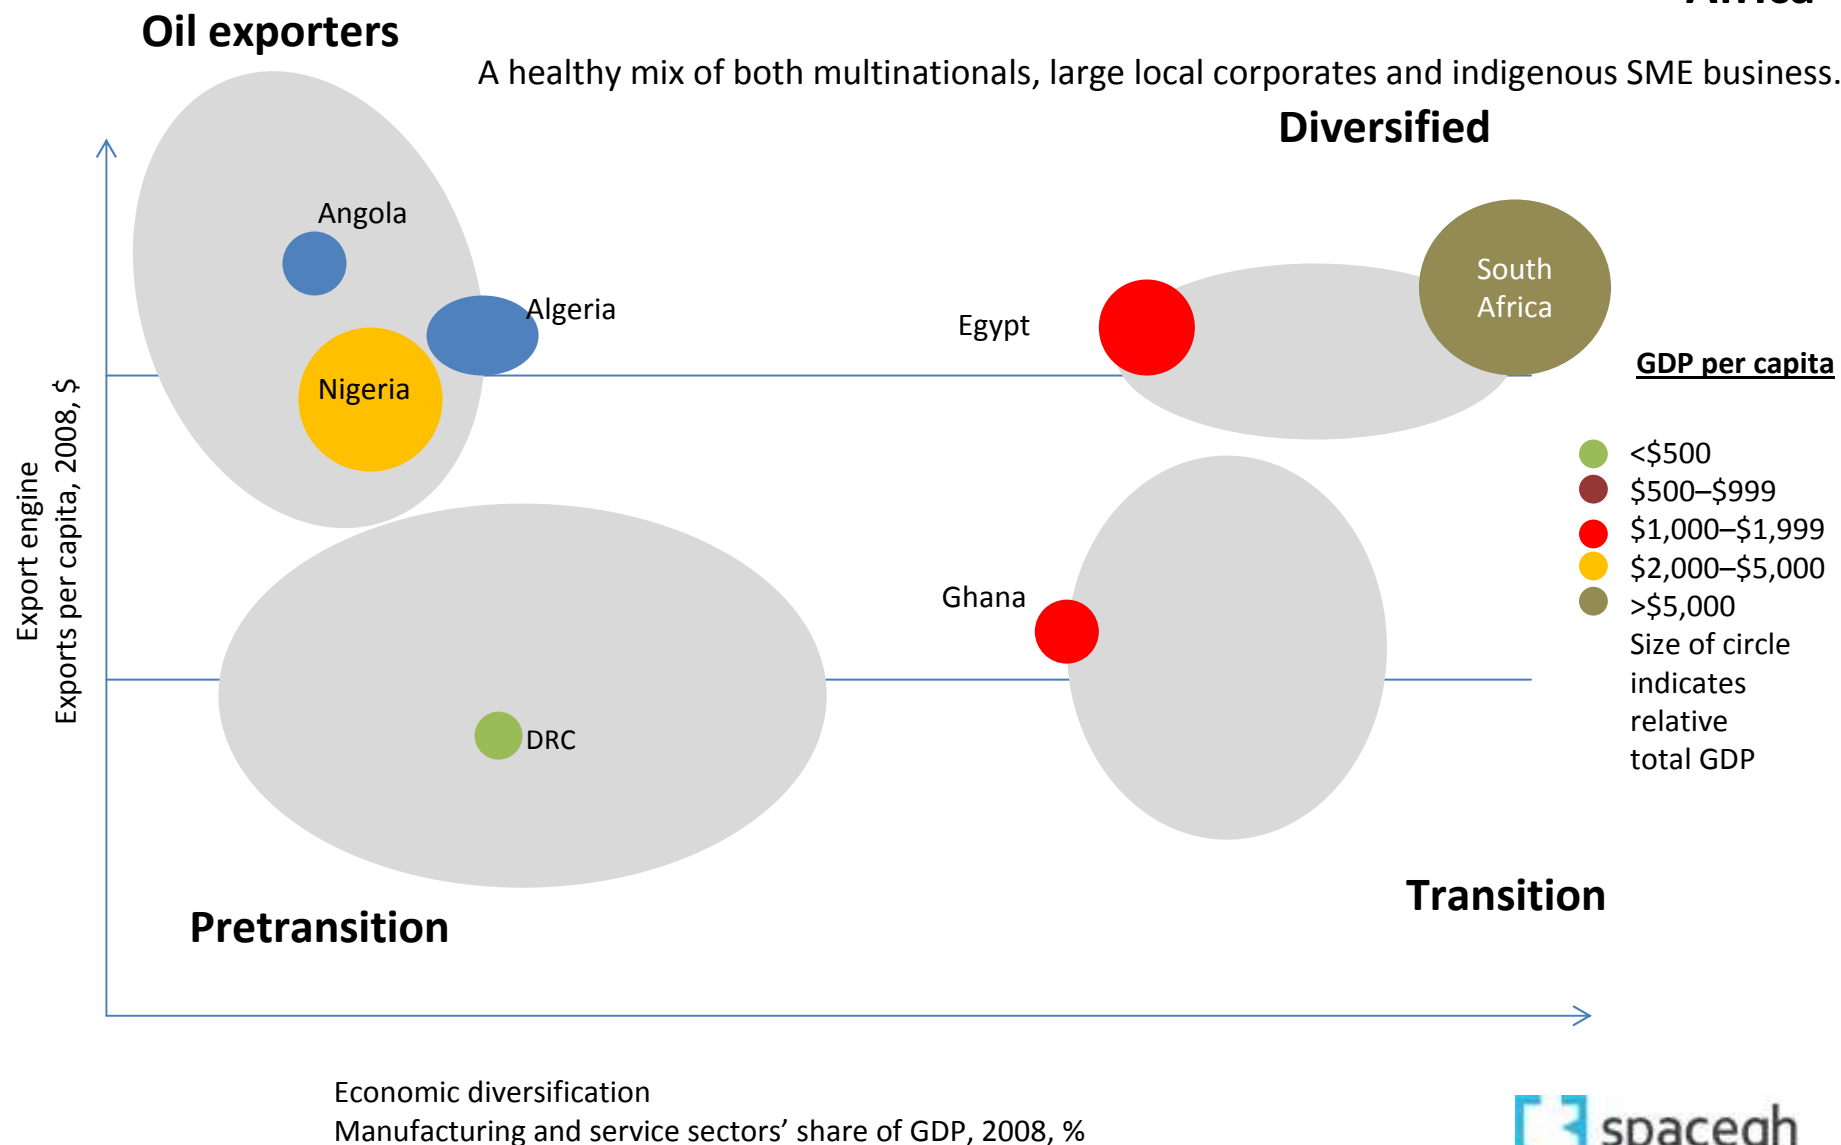 Africa
Oil exporters
A healthy mix of both multinationals, large local corporates and indigenous SME business.
Diversified
Angola
Algeria
Nigeria
Egypt
South
Africa
GDP per capita
<$500
$500–$999
$1,000–$1,999
$2,000–$5,000
>$5,000
Size of circle
indicates
relative
total GDP
Export engine
Exports per capita, 2008, $
Ghana
DRC
Transition
Pretransition
Economic diversification
Manufacturing and service sectors’ share of GDP, 2008, %
spacegh